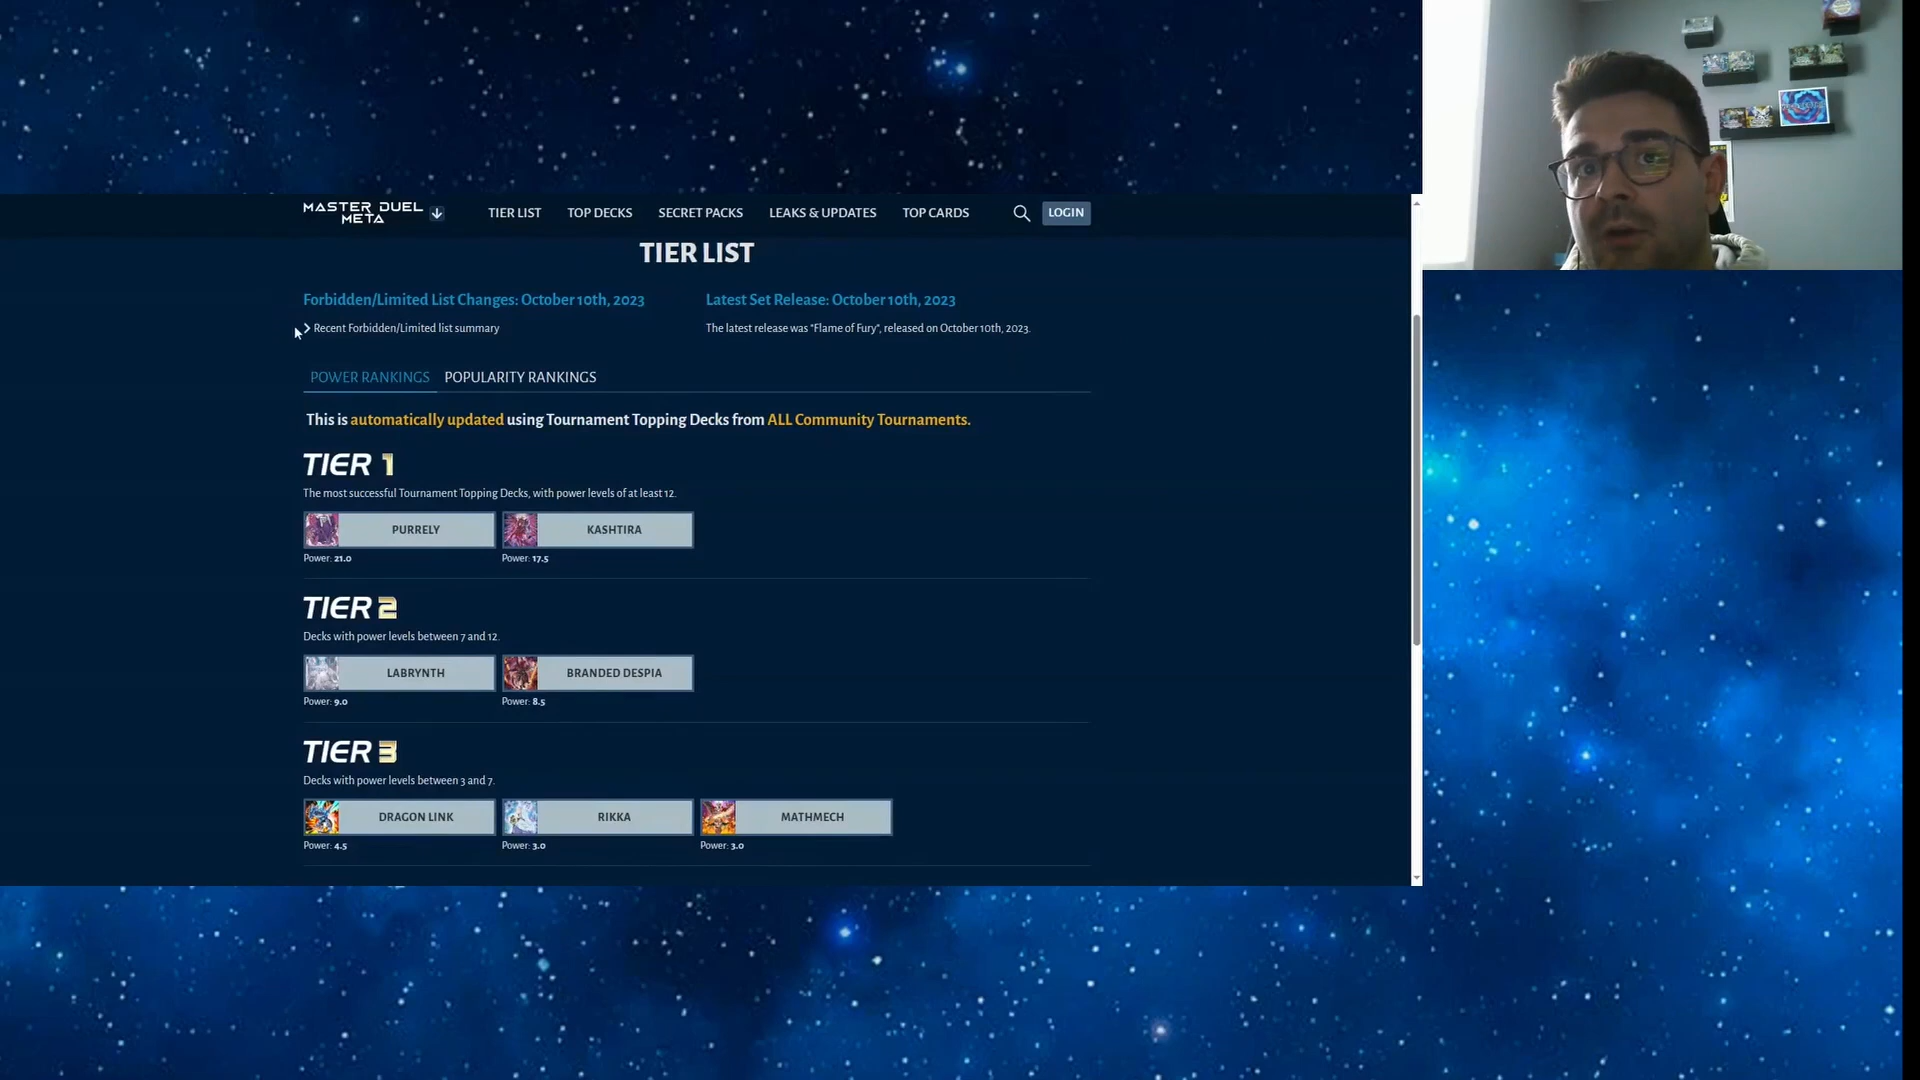 MASTER DUEL
META
TIER LIST
TOP DECKS
SECRET PACKS
LEAKS & UPDATES
TOP CARDS
LOGIN
TIER LIST
Forbidden/Limited List Changes: October 10th, 2023
Latest Set Release: October 10th, 2023
Recent Forbidden/Limited list summary
The latest release was "Flame of Fury", released on October 10th, 2023.
POWER RANKINGS
POPULARITY RANKINGS
This is automatically updated using Tournament Topping Decks from ALL Community Tournaments.
TIER 1
The most successful Tournament Topping Decks, with power levels of at least 12.
PURRELY
KASHTIRA
Power: 21.0
Power: 17.5
TIER 2
Decks with power levels between 7 and 12.
LABRYNTH
BRANDED DESPIA
Power: 9.0
Power: 8.5
TIER 3
Decks with power levels between 3 and 7.
DRAGON LINK
RIKKA
MATHMECH
Power: 4.5
Power: 3.0
Power: 3.0